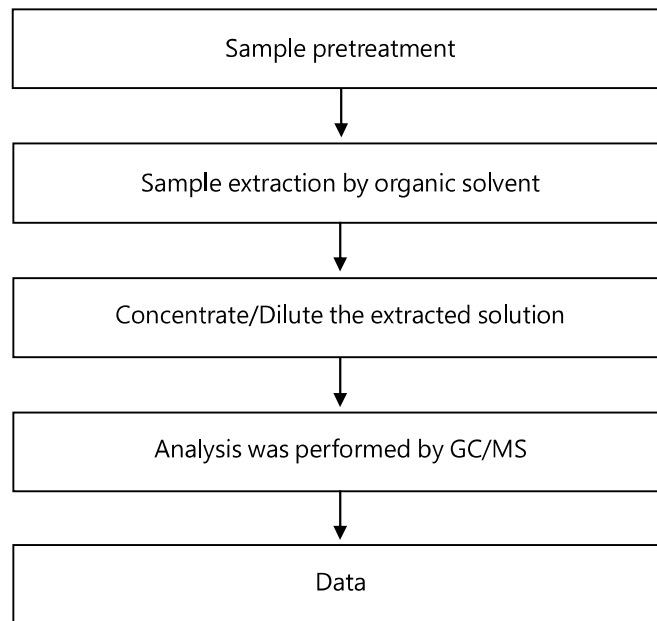 Sample pretreatment
Sample extraction by organic solvent
Concentrate/Dilute the extracted solution
Analysis was performed by GC/MS
Data